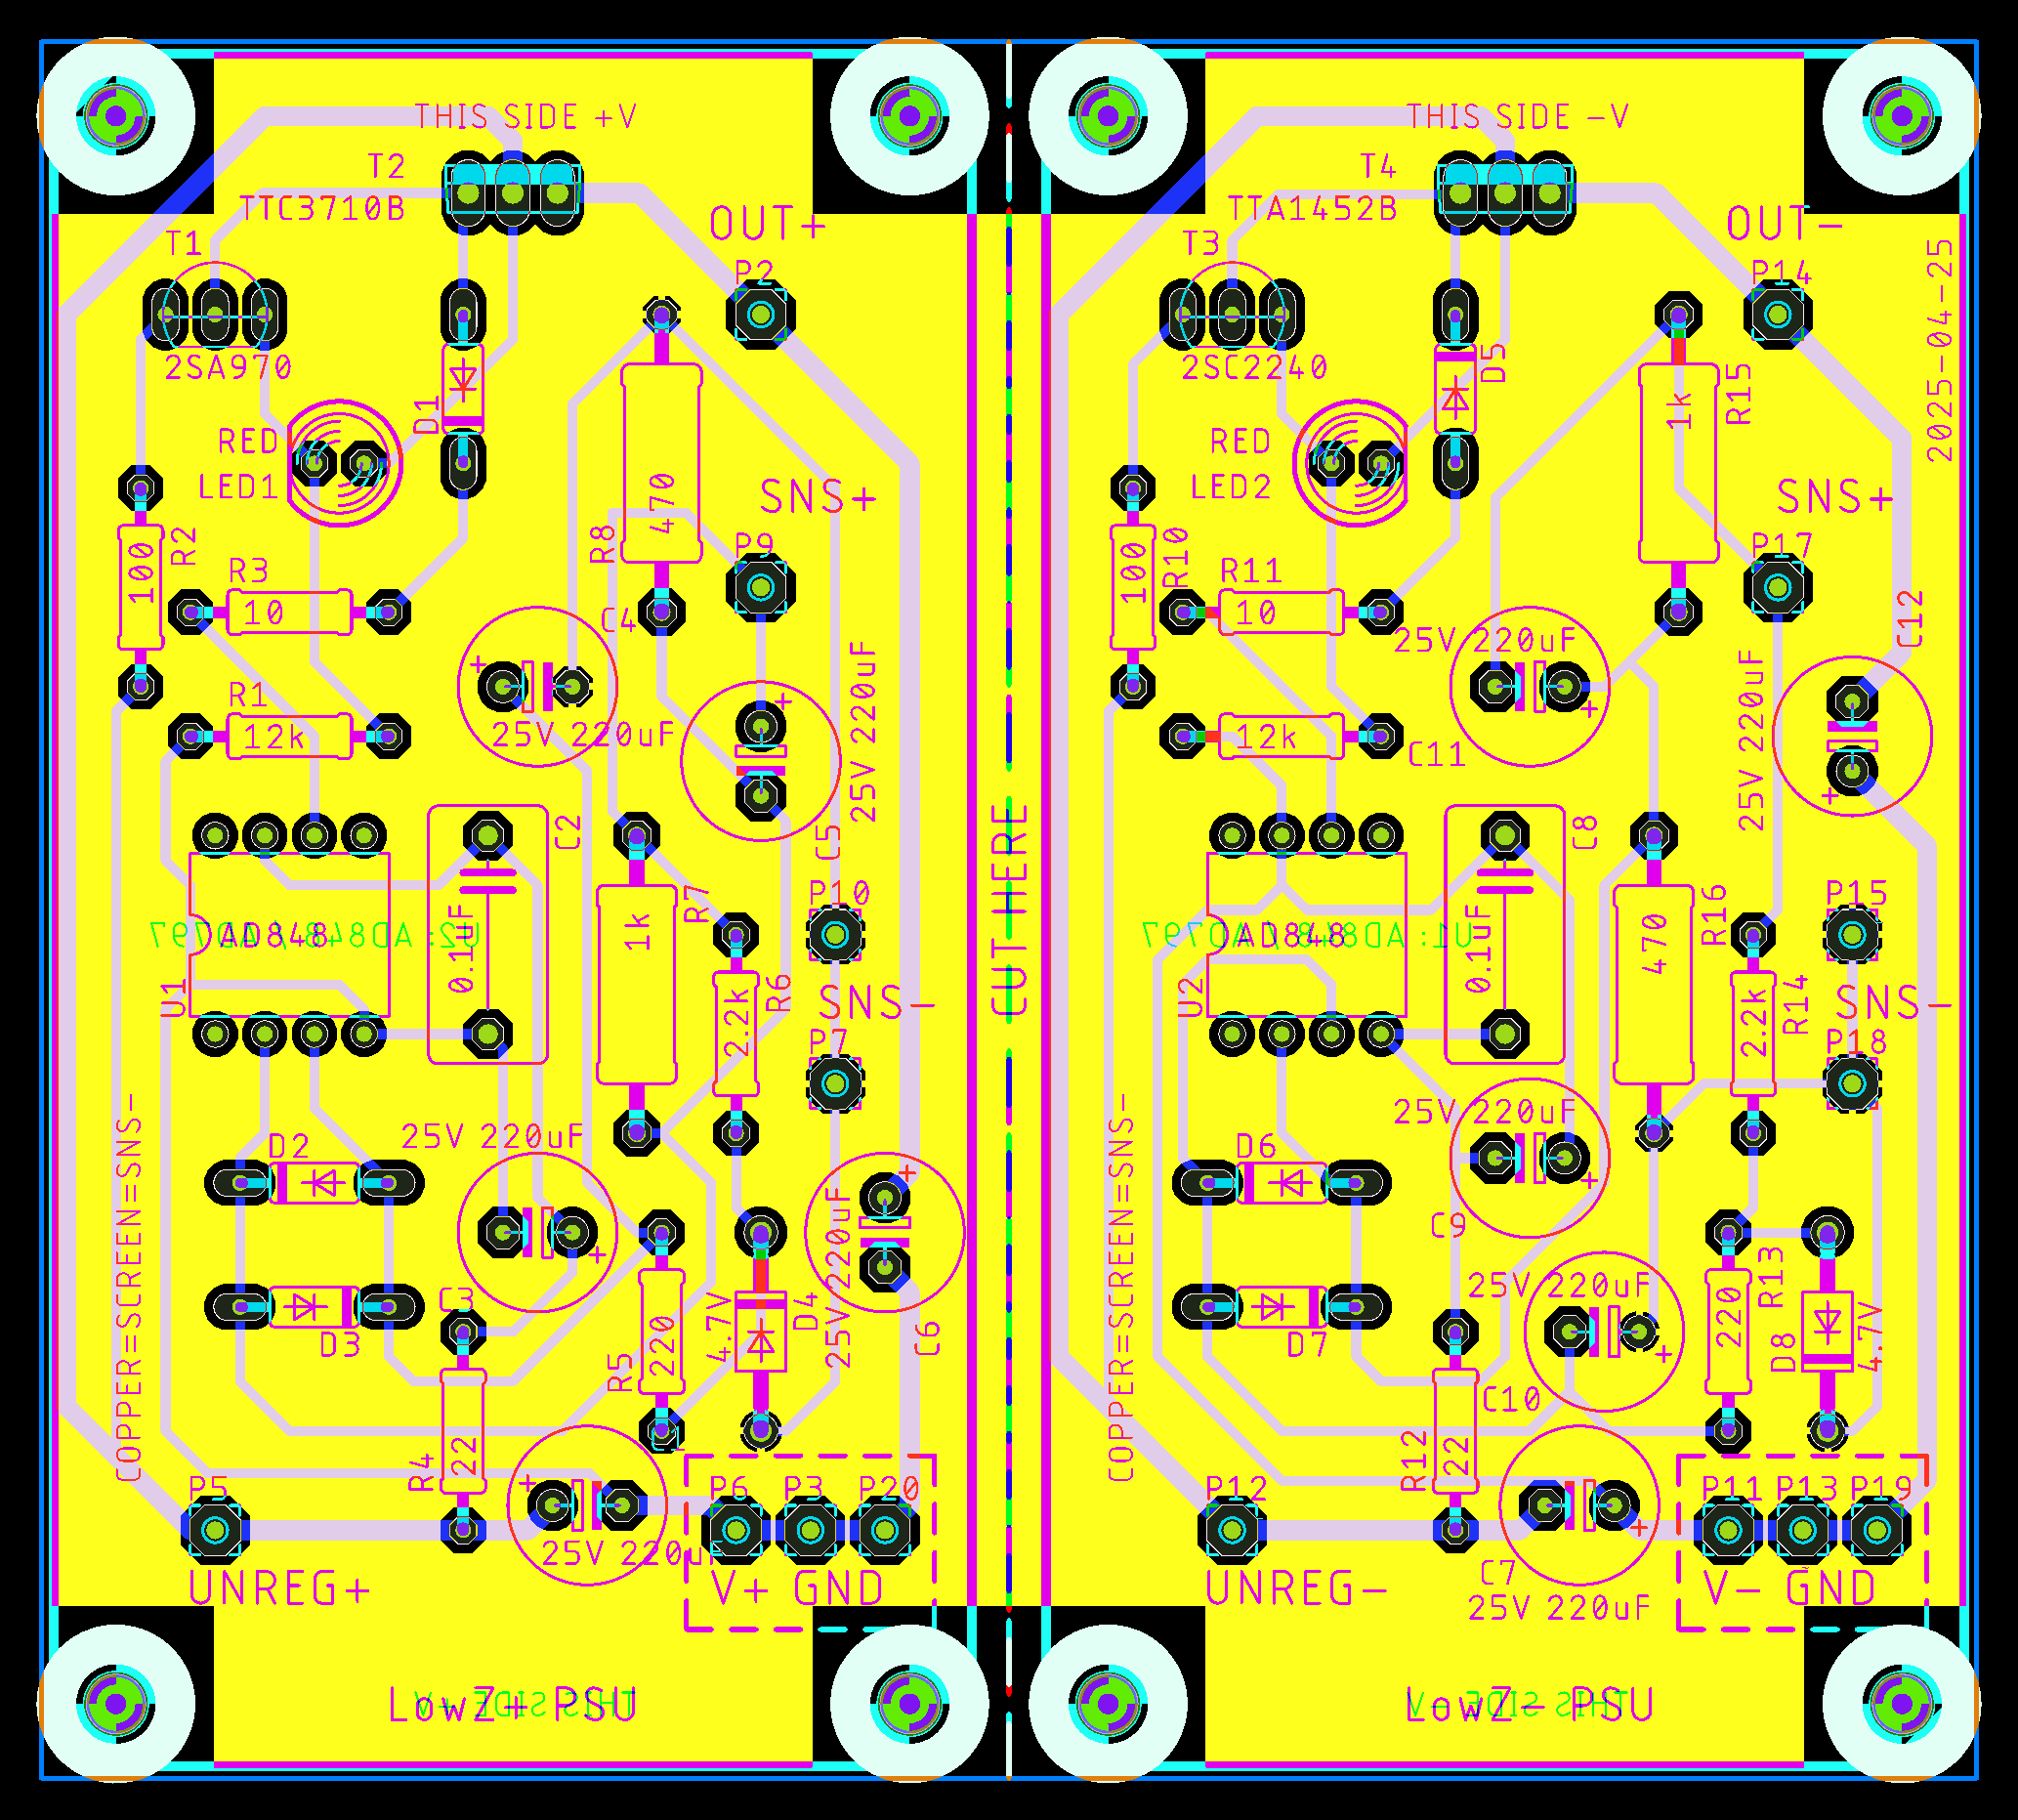 THIS SIDE +V
T2
TTC3710B
OUT+
T1
P2
2SA970
D1
RED
LED1
SNS+
470
R8
P9
100
R2
R3
10
C4
+
R1
12k
25V 220uF
+
25V 220uF
C2
C5
P10
R7
1k
U2: AD848 / AD797
AD848
0.1uF
U1
R6
2.2k
SNS-
P7
COPPER=SCREEN=SNS-
D2
25V 220uF
+
+
25V 220uF
C3
D3
R5
220
4.7V
D4
C6
R4
22
P5
+
P6
P3
P20
25V 220uF
UNREG+
V+ GND
LowZ+ PSU
THIS SIDE +V
CUT HERE
THIS SIDE -V
T4
TTA1452B
OUT-
T3
P14
2025-04-25
2SC2240
D5
1k
R15
RED
LED2
SNS+
P17
100
R10
R11
10
C12
25V 220uF
+
12k
C11
25V 220uF
+
C8
P15
R16
470
U1: AD848 / AD797
AD848
0.1uF
U2
2.2k
R14
SNS-
P18
COPPER=SCREEN=SNS-
25V 220uF
D6
+
C9
25V 220uF
R13
220
D8
4.7V
D7
+
C10
R12
22
P12
P11
P13
P19
+
C7
25V 220uF
UNREG-
V- GND
LowZ- PSU
THIS SIDE -V